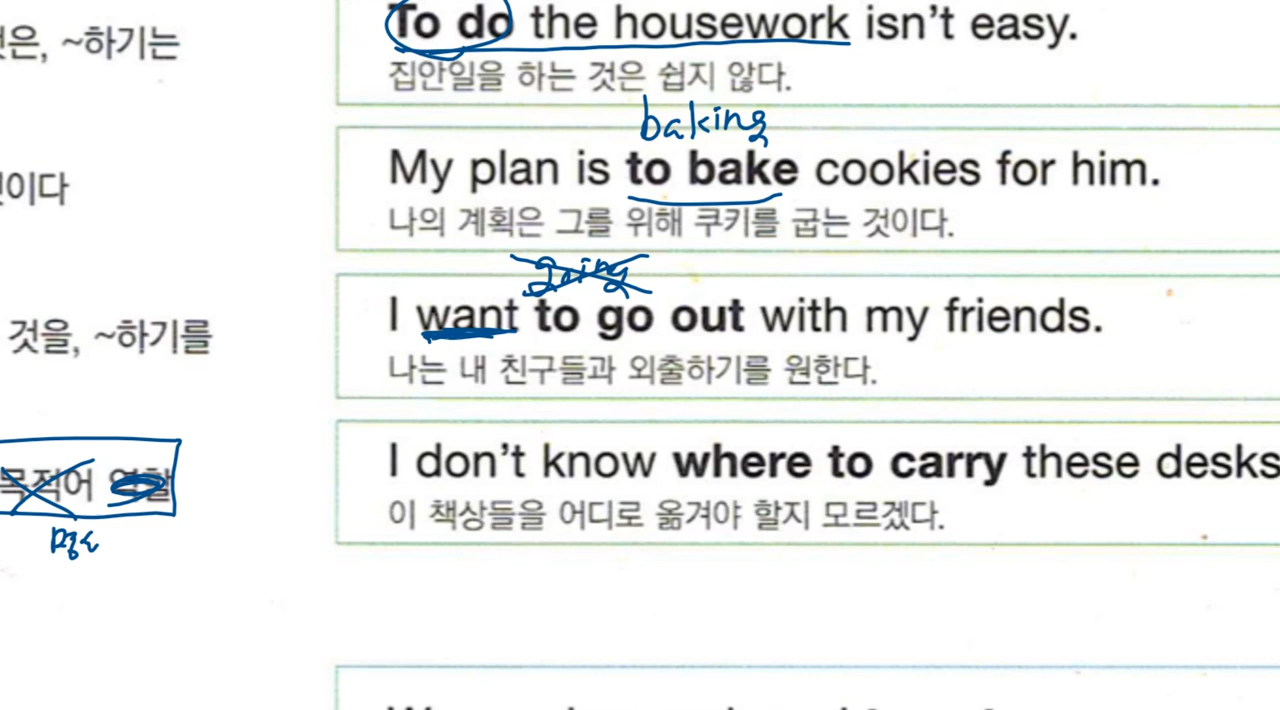 것은, ~하기는
To do the housework isn't easy.
집안일을 하는 것은 쉽지 않다.
baking
것이다
My plan is to bake cookies for him.
나의 계획은 그를 위해 쿠키를 굽는 것이다.
going
것을, ~하기를
I want to go out with my friends.
나는 내 친구들과 외출하기를 원한다.
목적어 역할
I don't know where to carry these desks
이 책상들을 어디로 옮겨야 할지 모르겠다.